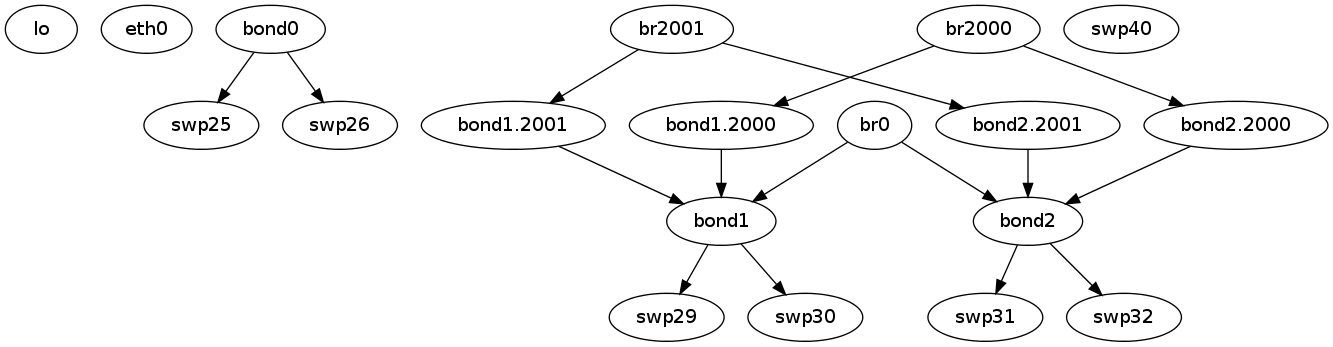 lo
eth0
bond0
br2001
br2000
swp40
swp25
swp26
bond1.2001
bond1.2000
br0
bond2.2001
bond2.2000
bond1
bond2
swp29
swp30
swp31
swp32